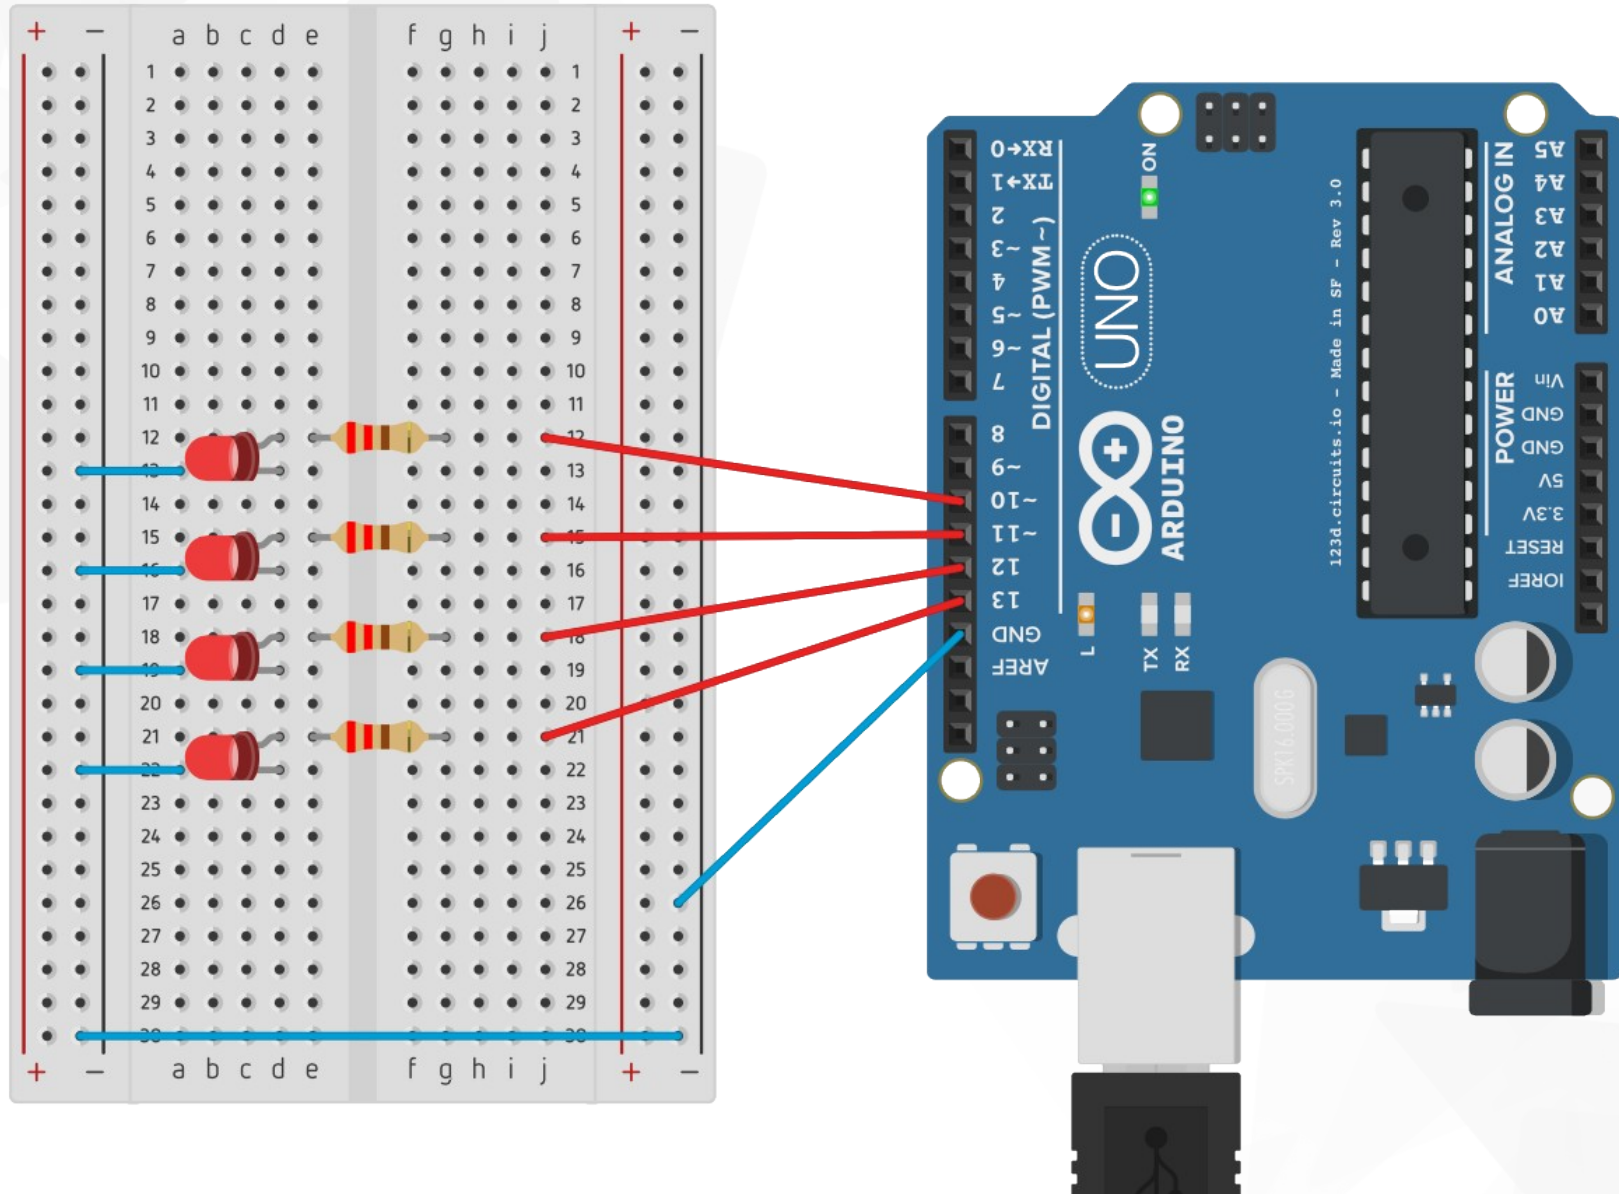 + − a b c d e f g h i j + −
1 1
2 2
3 3
4 4
5 5
6 6
7 7
8 8
9 9
10 10
11 11
12 12
13 13
14 14
15 15
16 16
17 17
18 18
19 19
20 20
21 21
22 22
23 23
24 24
25 25
26 26
27 27
28 28
29 29
30 30
+ − a b c d e f g h i j + −
RX←0
TX→1
2
~3
4
~5
~6
7
8
~9
~10
~11
12
13
GND
AREF
DIGITAL (PWM~)
ON
UNO
ARDUINO
L
TX
RX
SPK16.000G
123d.circuits.io - Made in SF - Rev 3.0
ANALOG IN
A5
A4
A3
A2
A1
A0
POWER
Vin
GND
GND
5V
3.3V
RESET
IOREF